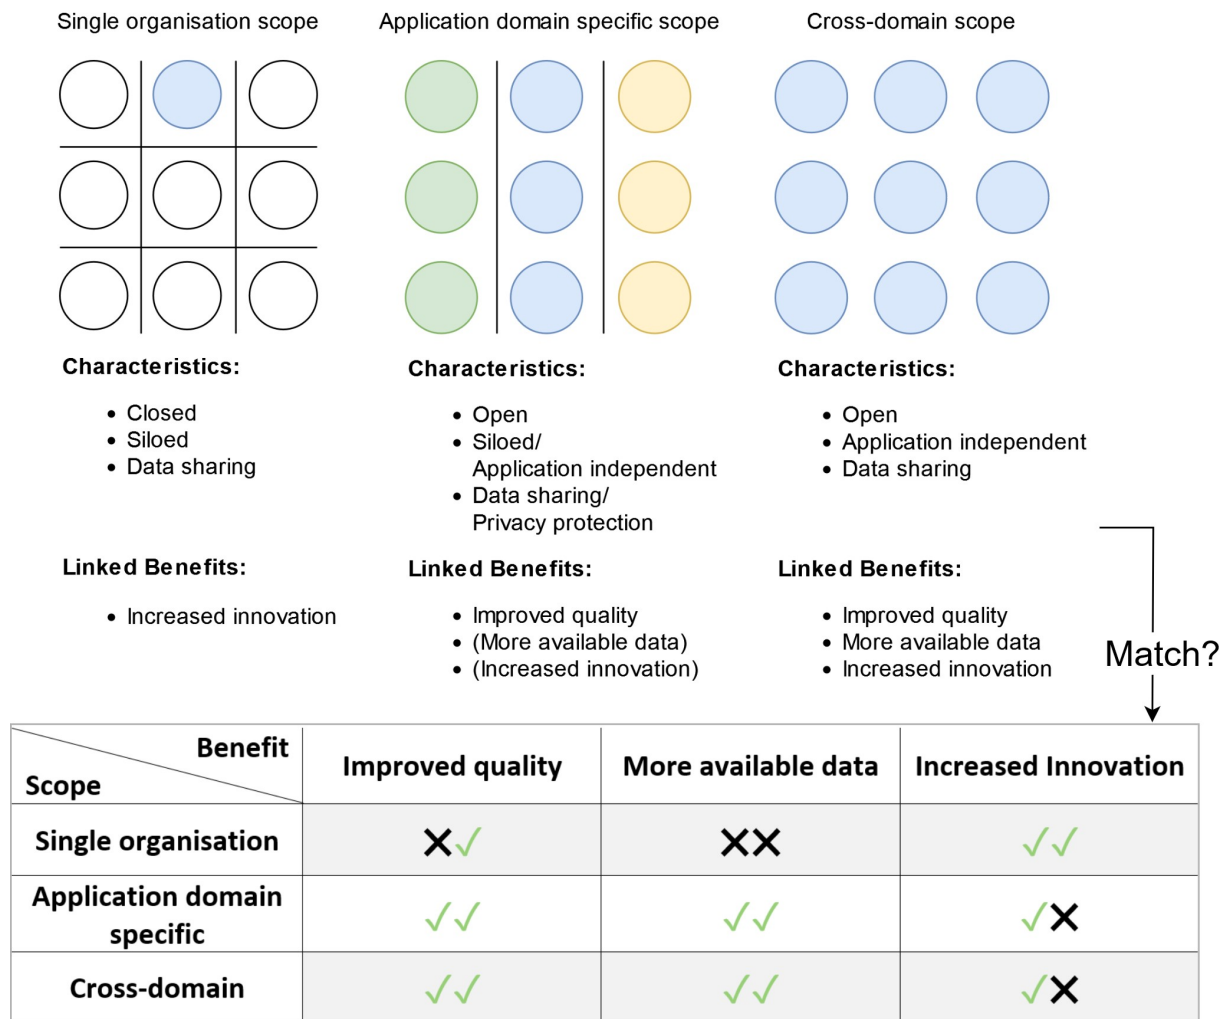 Single organisation scope
Application domain specific scope
Cross-domain scope
Characteristics:
• Closed
• Siloed
• Data sharing
Linked Benefits:
• Increased innovation
Characteristics:
• Open
• Siloed/
Application independent
• Data sharing/
Privacy protection
Linked Benefits:
• Improved quality
• (More available data)
• (Increased innovation)
Characteristics:
• Open
• Application independent
• Data sharing
Linked Benefits:
• Improved quality
• More available data
• Increased innovation
Match?
Benefit
Scope
Improved quality
More available data
Increased Innovation
Single organisation
✕✓
✕✕
✓✓
Application domain
specific
✓✓
✓✓
✓✕
Cross-domain
✓✓
✓✓
✓✕